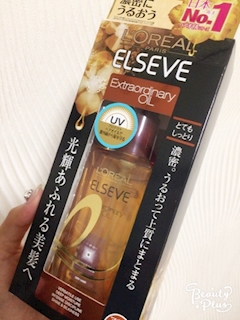 濃密に
うるおう
日本
No.1
L'ORÉAL
PARIS
ELSEVE
Extraordinary
OIL
UV
とても
しっとり
濃密。うるおって上質にまとまる
光輝あふれる美髪へ
L'ORÉAL
ELSEVE
Beauty
Plus